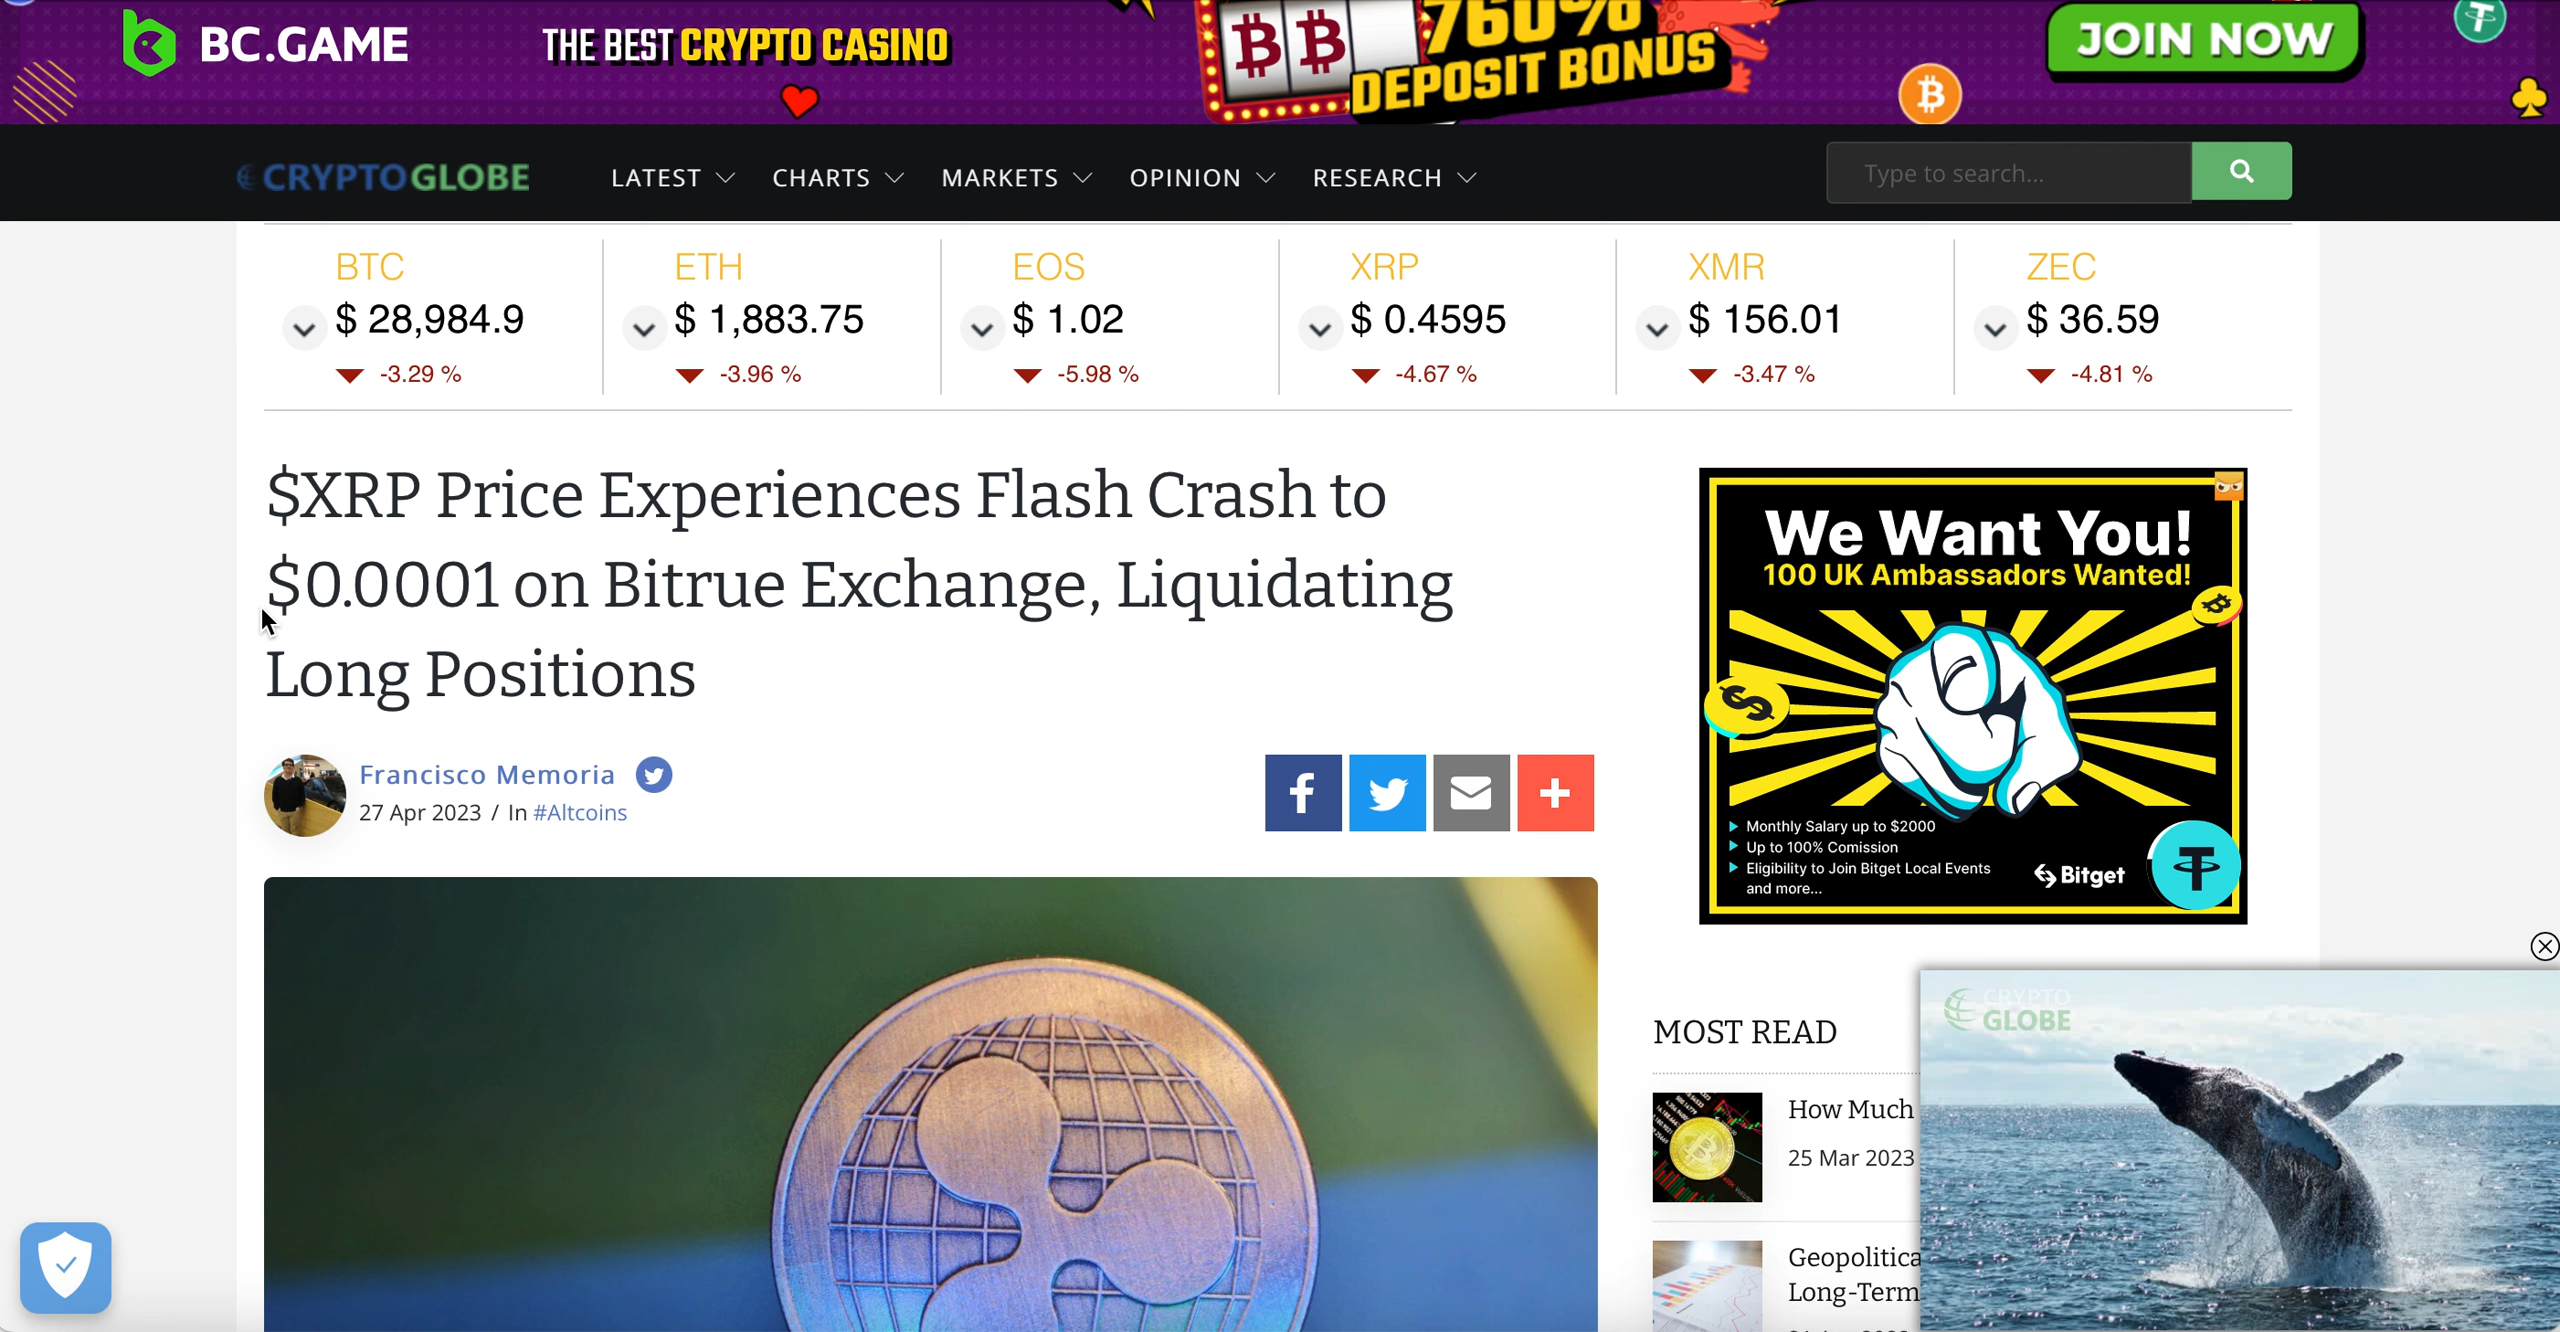 BC.GAME
THE BEST CRYPTO CASINO
760%
DEPOSIT BONUS
JOIN NOW
CRYPTOGLOBE
LATEST
CHARTS
MARKETS
OPINION
RESEARCH
Type to search...
BTC
$ 28,984.9
-3.29 %
ETH
$ 1,883.75
-3.96 %
EOS
$ 1.02
-5.98 %
XRP
$ 0.4595
-4.67 %
XMR
$ 156.01
-3.47 %
ZEC
$ 36.59
-4.81 %
$XRP Price Experiences Flash Crash to
$0.0001 on Bitrue Exchange, Liquidating
Long Positions
Francisco Memoria
27 Apr 2023 / In #Altcoins
We Want You!
100 UK Ambassadors Wanted!
Monthly Salary up to $2000
Up to 100% Comission
Eligibility to Join Bitget Local Events
and more...
Bitget
MOST READ
How Much
25 Mar 2023
Geopolitica
Long-Term
CRYPTO
GLOBE